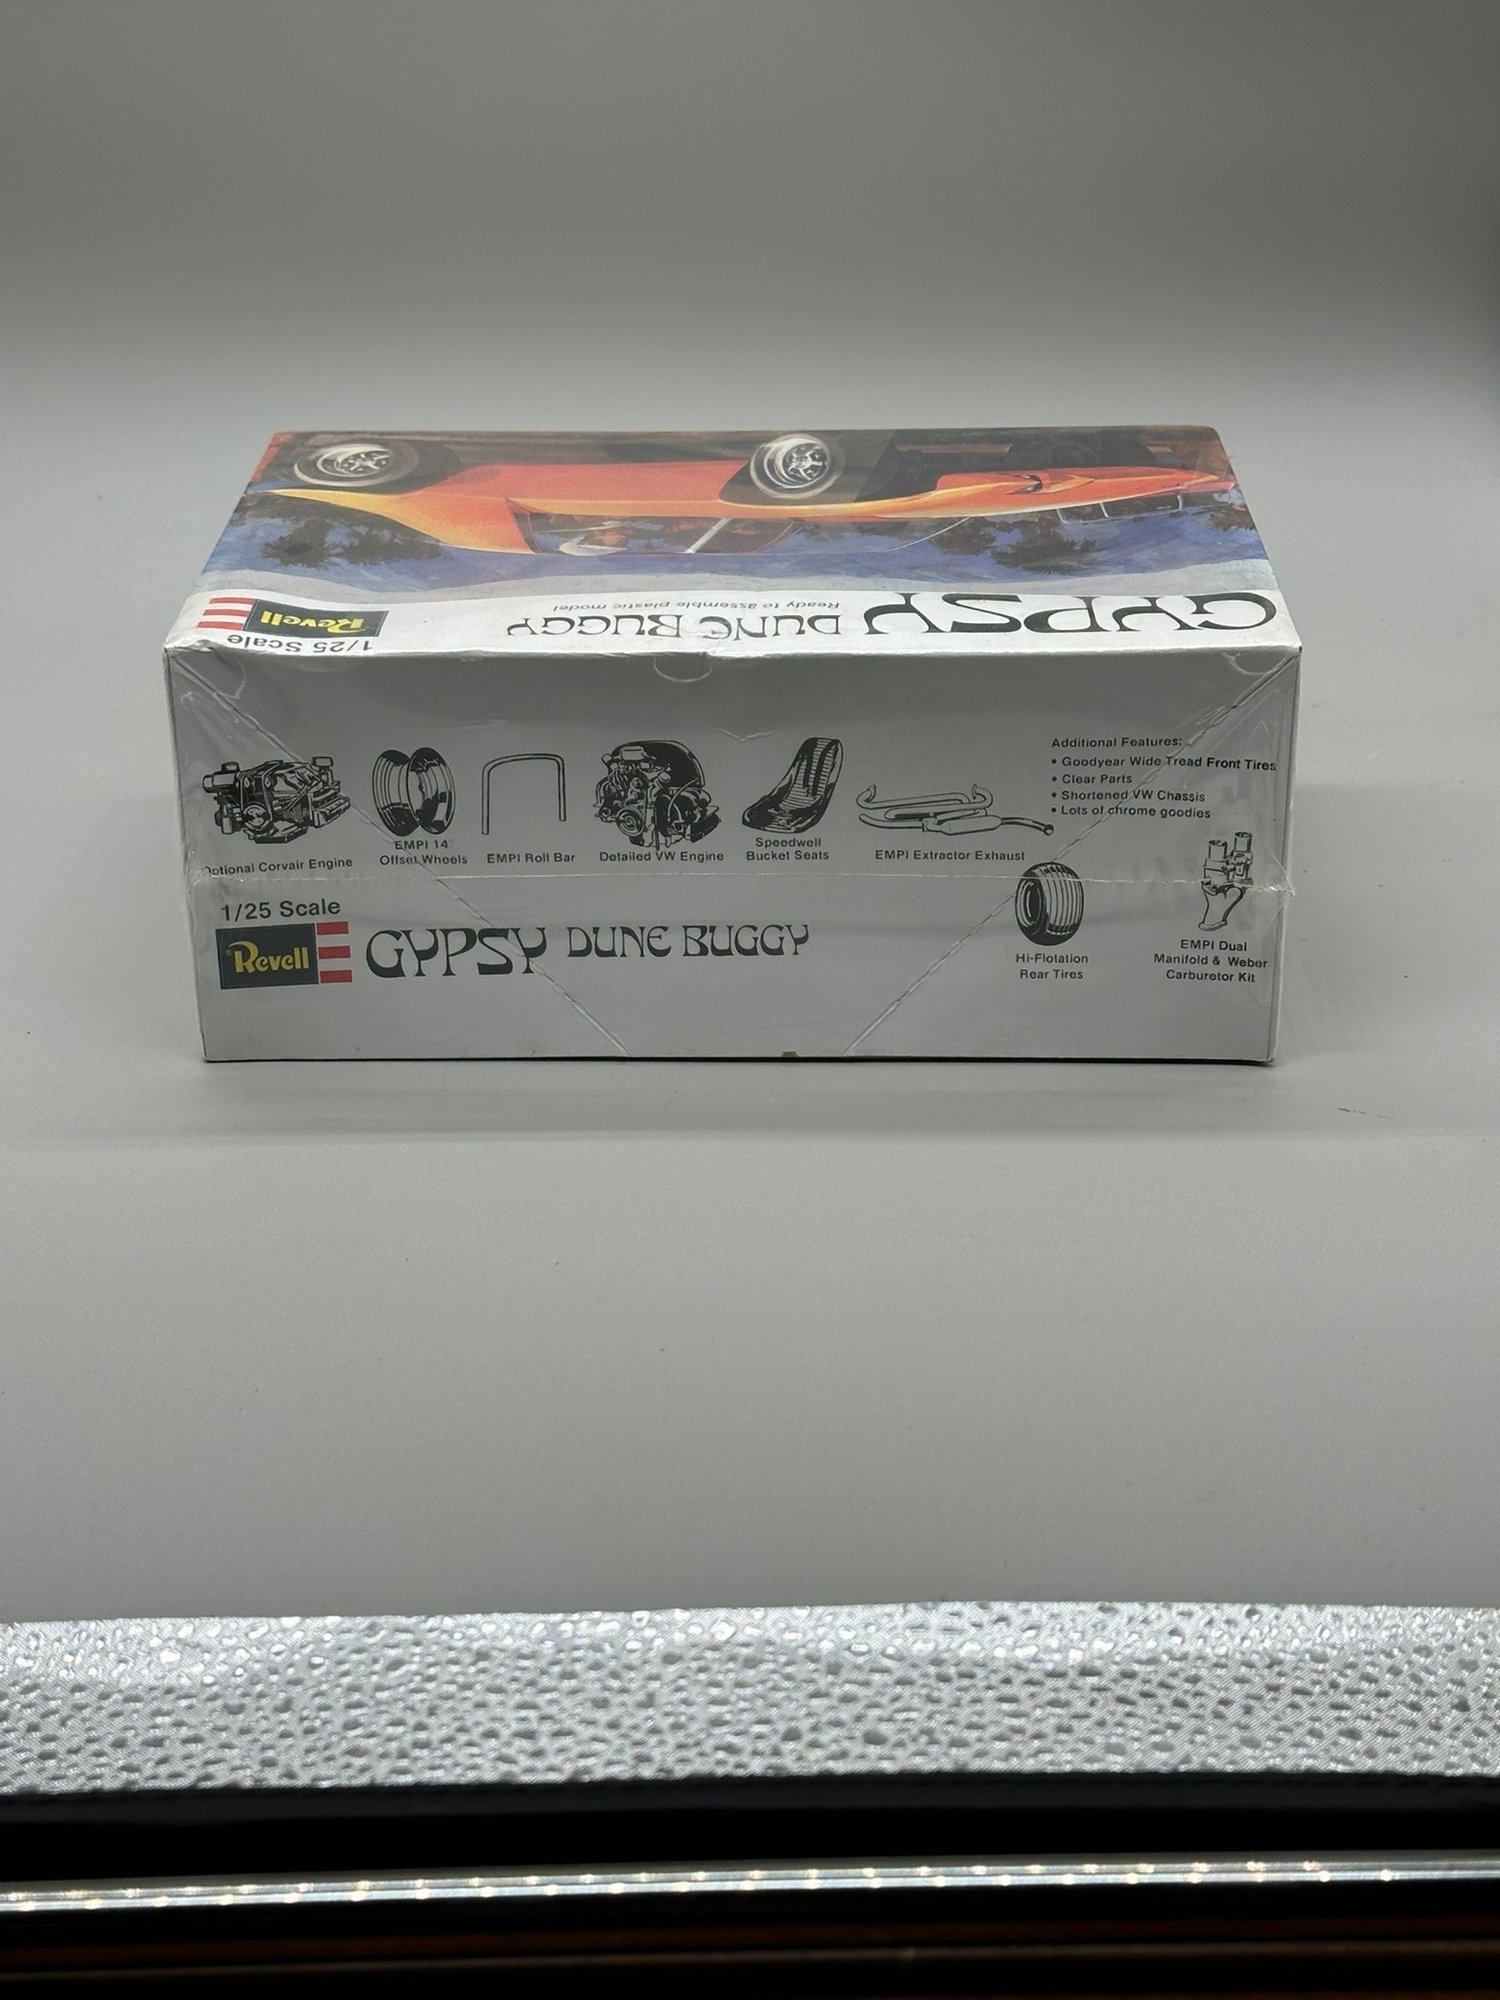 1/25 Scale
Revell
Ready to assemble plastic model
GYPSY DUNE BUGGY
Additional Features:
• Goodyear Wide Tread Front Tires
• Clear Parts
• Shortened VW Chassis
• Lots of chrome goodies
Optional Corvair Engine
EMPI 14"
Offset Wheels
EMPI Roll Bar
Detailed VW Engine
Speedwell
Bucket Seats
EMPI Extractor Exhaust
1/25 Scale
Revell
GYPSY DUNE BUGGY
Hi-Flotation
Rear Tires
EMPI Dual
Manifold & Weber
Carburetor Kit